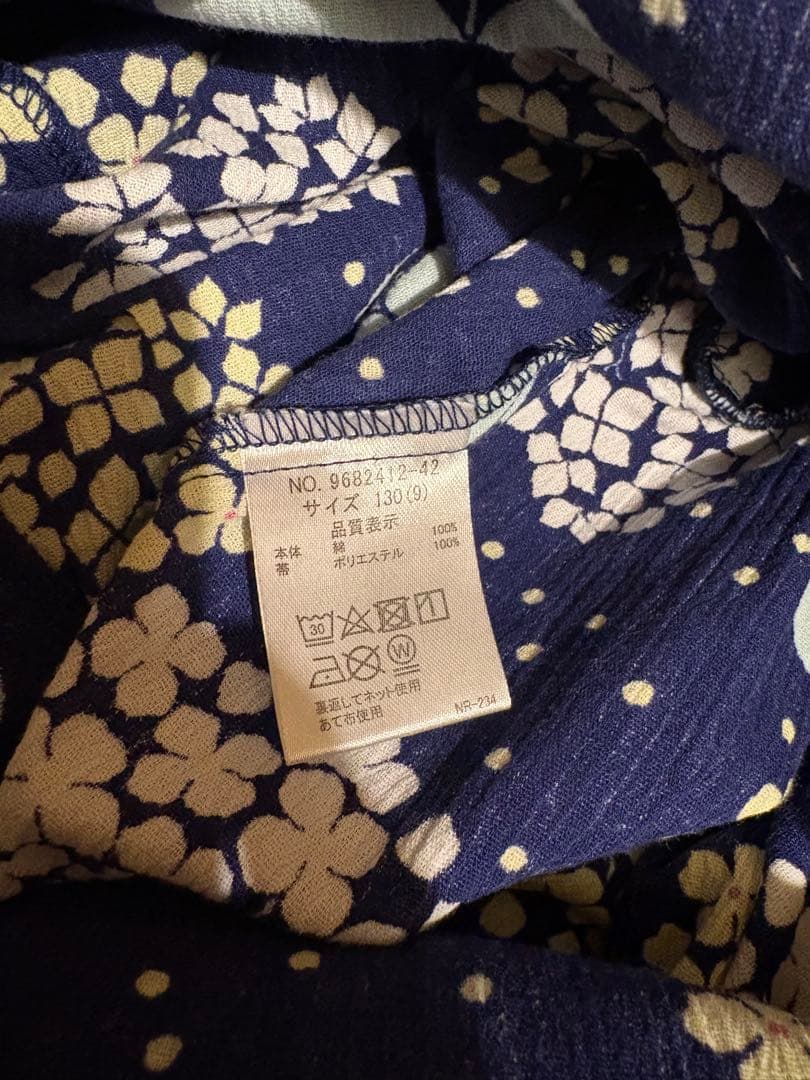 NO. 9682412-42
サイズ 130(9)
品質表示
本体 綿 100%
帯 ポリエステル 100%
30
W
裏返してネット使用
あて布使用 NR-234